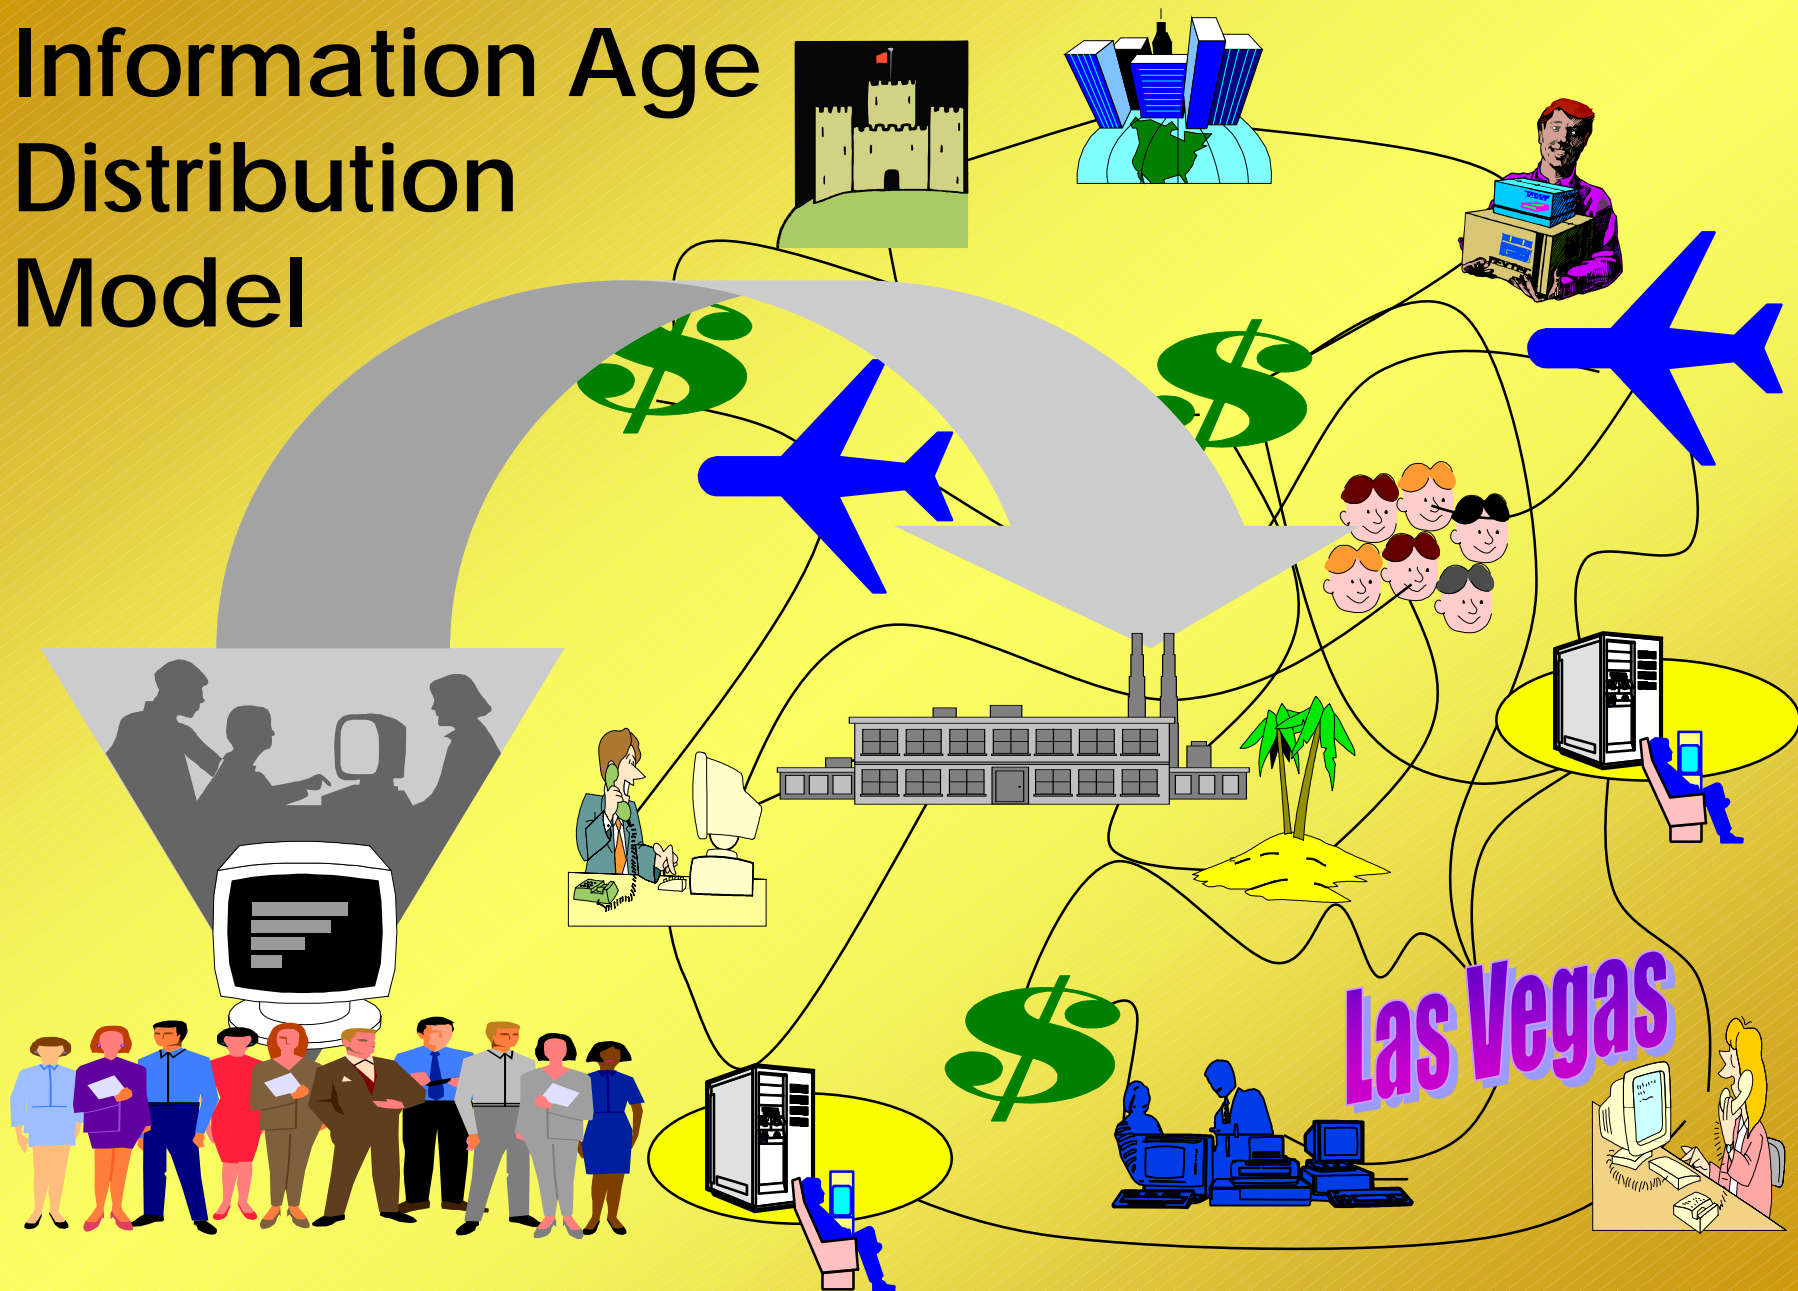 Information Age
Distribution
Model
$
$
$
Las Vegas